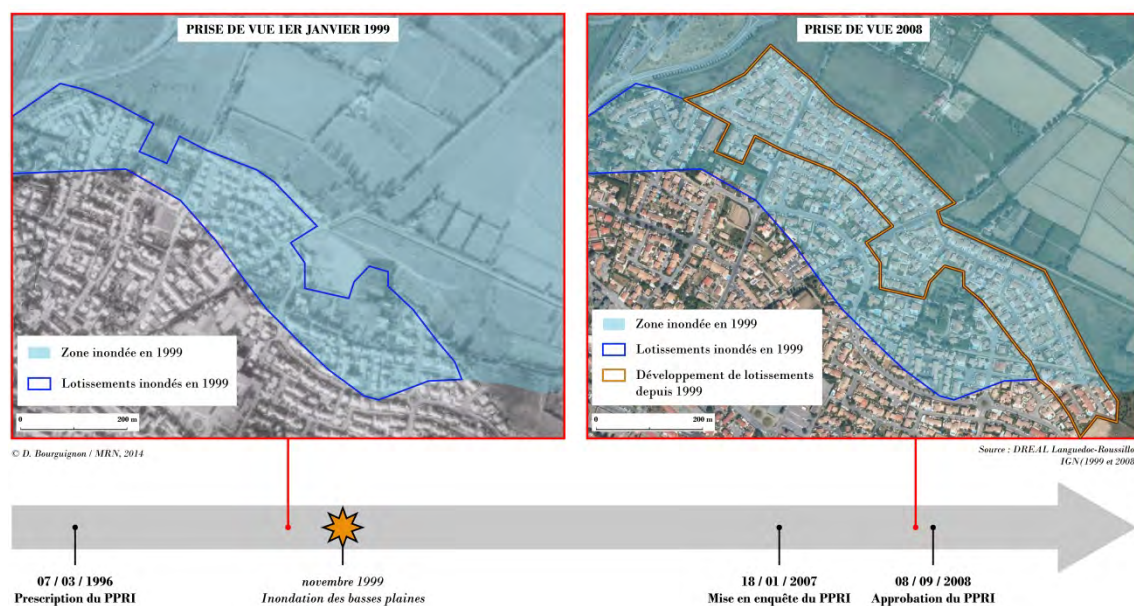 PRISE DE VUE 1ER JANVIER 1999
Zone inondée en 1999
Lotissements inondés en 1999
0 200 m
PRISE DE VUE 2008
Zone inondée en 1999
Lotissements inondés en 1999
Développement de lotissements
depuis 1999
0 200 m
© D. Bourguignon / MRN, 2014
Source : DREAL Languedoc-Roussillo
IGN (1999 et 2008
07 / 03 / 1996
Prescription du PPRI
novembre 1999
Inondation des basses plaines
18 / 01 / 2007
Mise en enquête du PPRI
08 / 09 / 2008
Approbation du PPRI